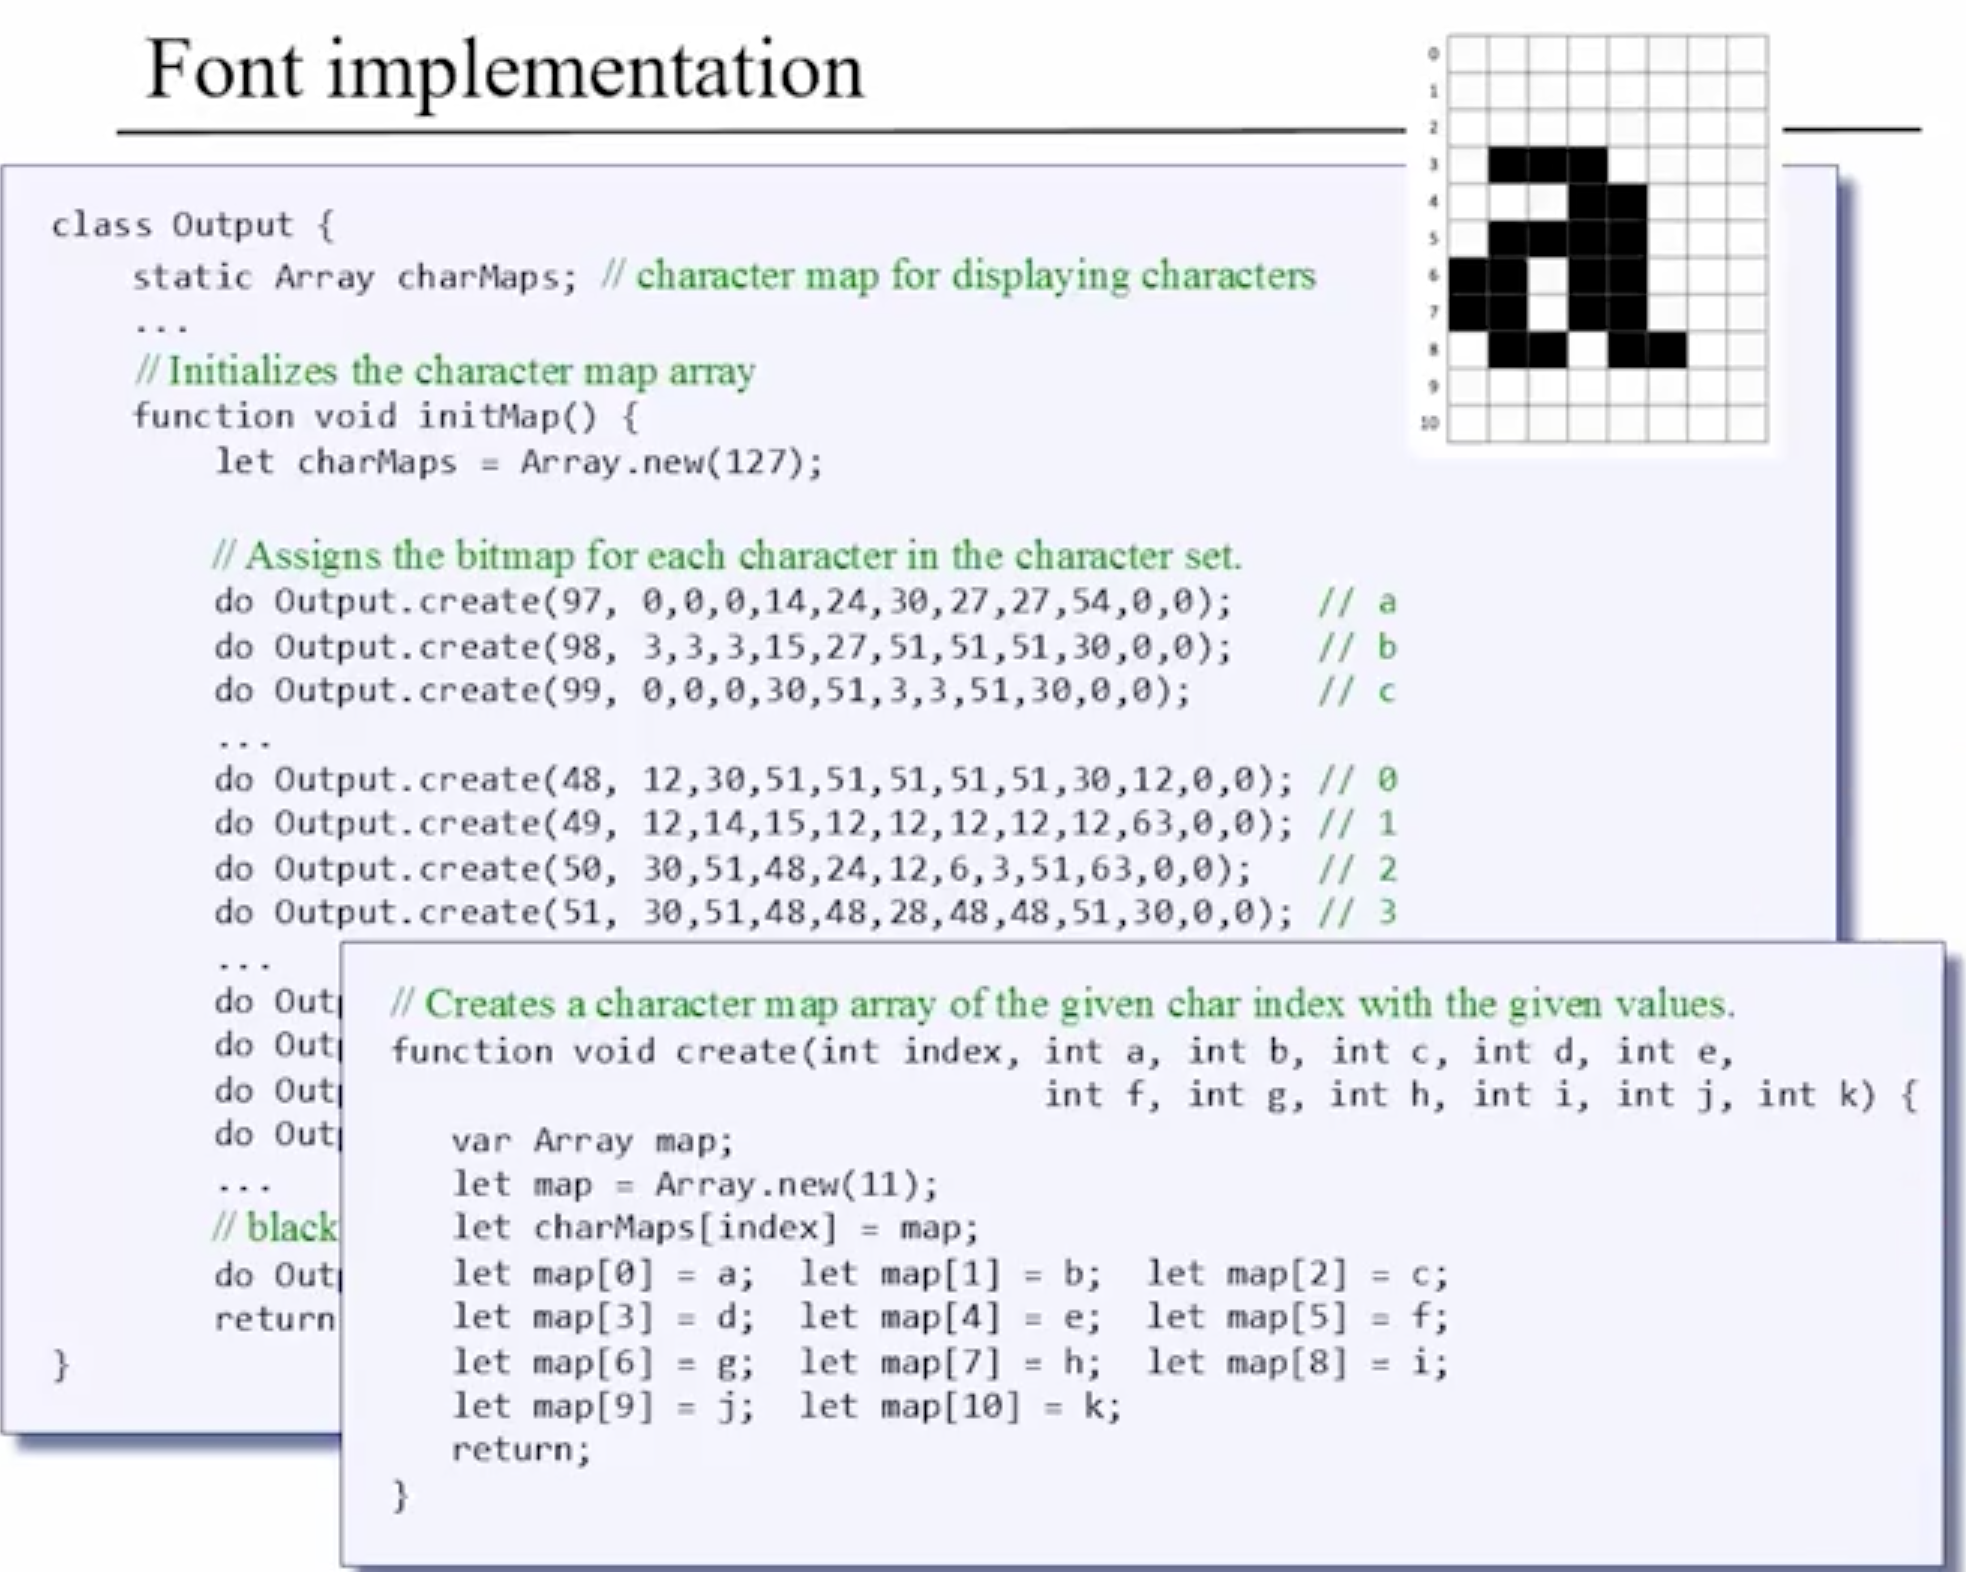 Font implementation
0
1
2
3
4
5
6
7
8
9
10
class Output {
static Array charMaps; // character map for displaying characters
...
// Initializes the character map array
function void initMap() {
let charMaps = Array.new(127);
// Assigns the bitmap for each character in the character set.
do Output.create(97, 0,0,0,14,24,30,27,27,54,0,0); // a
do Output.create(98, 3,3,3,15,27,51,51,51,30,0,0); // b
do Output.create(99, 0,0,0,30,51,3,3,51,30,0,0); // c
...
do Output.create(48, 12,30,51,51,51,51,51,30,12,0,0); // 0
do Output.create(49, 12,14,15,12,12,12,12,12,63,0,0); // 1
do Output.create(50, 30,51,48,24,12,6,3,51,63,0,0); // 2
do Output.create(51, 30,51,48,48,28,48,48,51,30,0,0); // 3
...
do Outp
do Outp
do Outp
do Outp
...
// black
do Outp
return
}
// Creates a character map array of the given char index with the given values.
function void create(int index, int a, int b, int c, int d, int e,
int f, int g, int h, int i, int j, int k) {
var Array map;
let map = Array.new(11);
let charMaps[index] = map;
let map[0] = a; let map[1] = b; let map[2] = c;
let map[3] = d; let map[4] = e; let map[5] = f;
let map[6] = g; let map[7] = h; let map[8] = i;
let map[9] = j; let map[10] = k;
return;
}